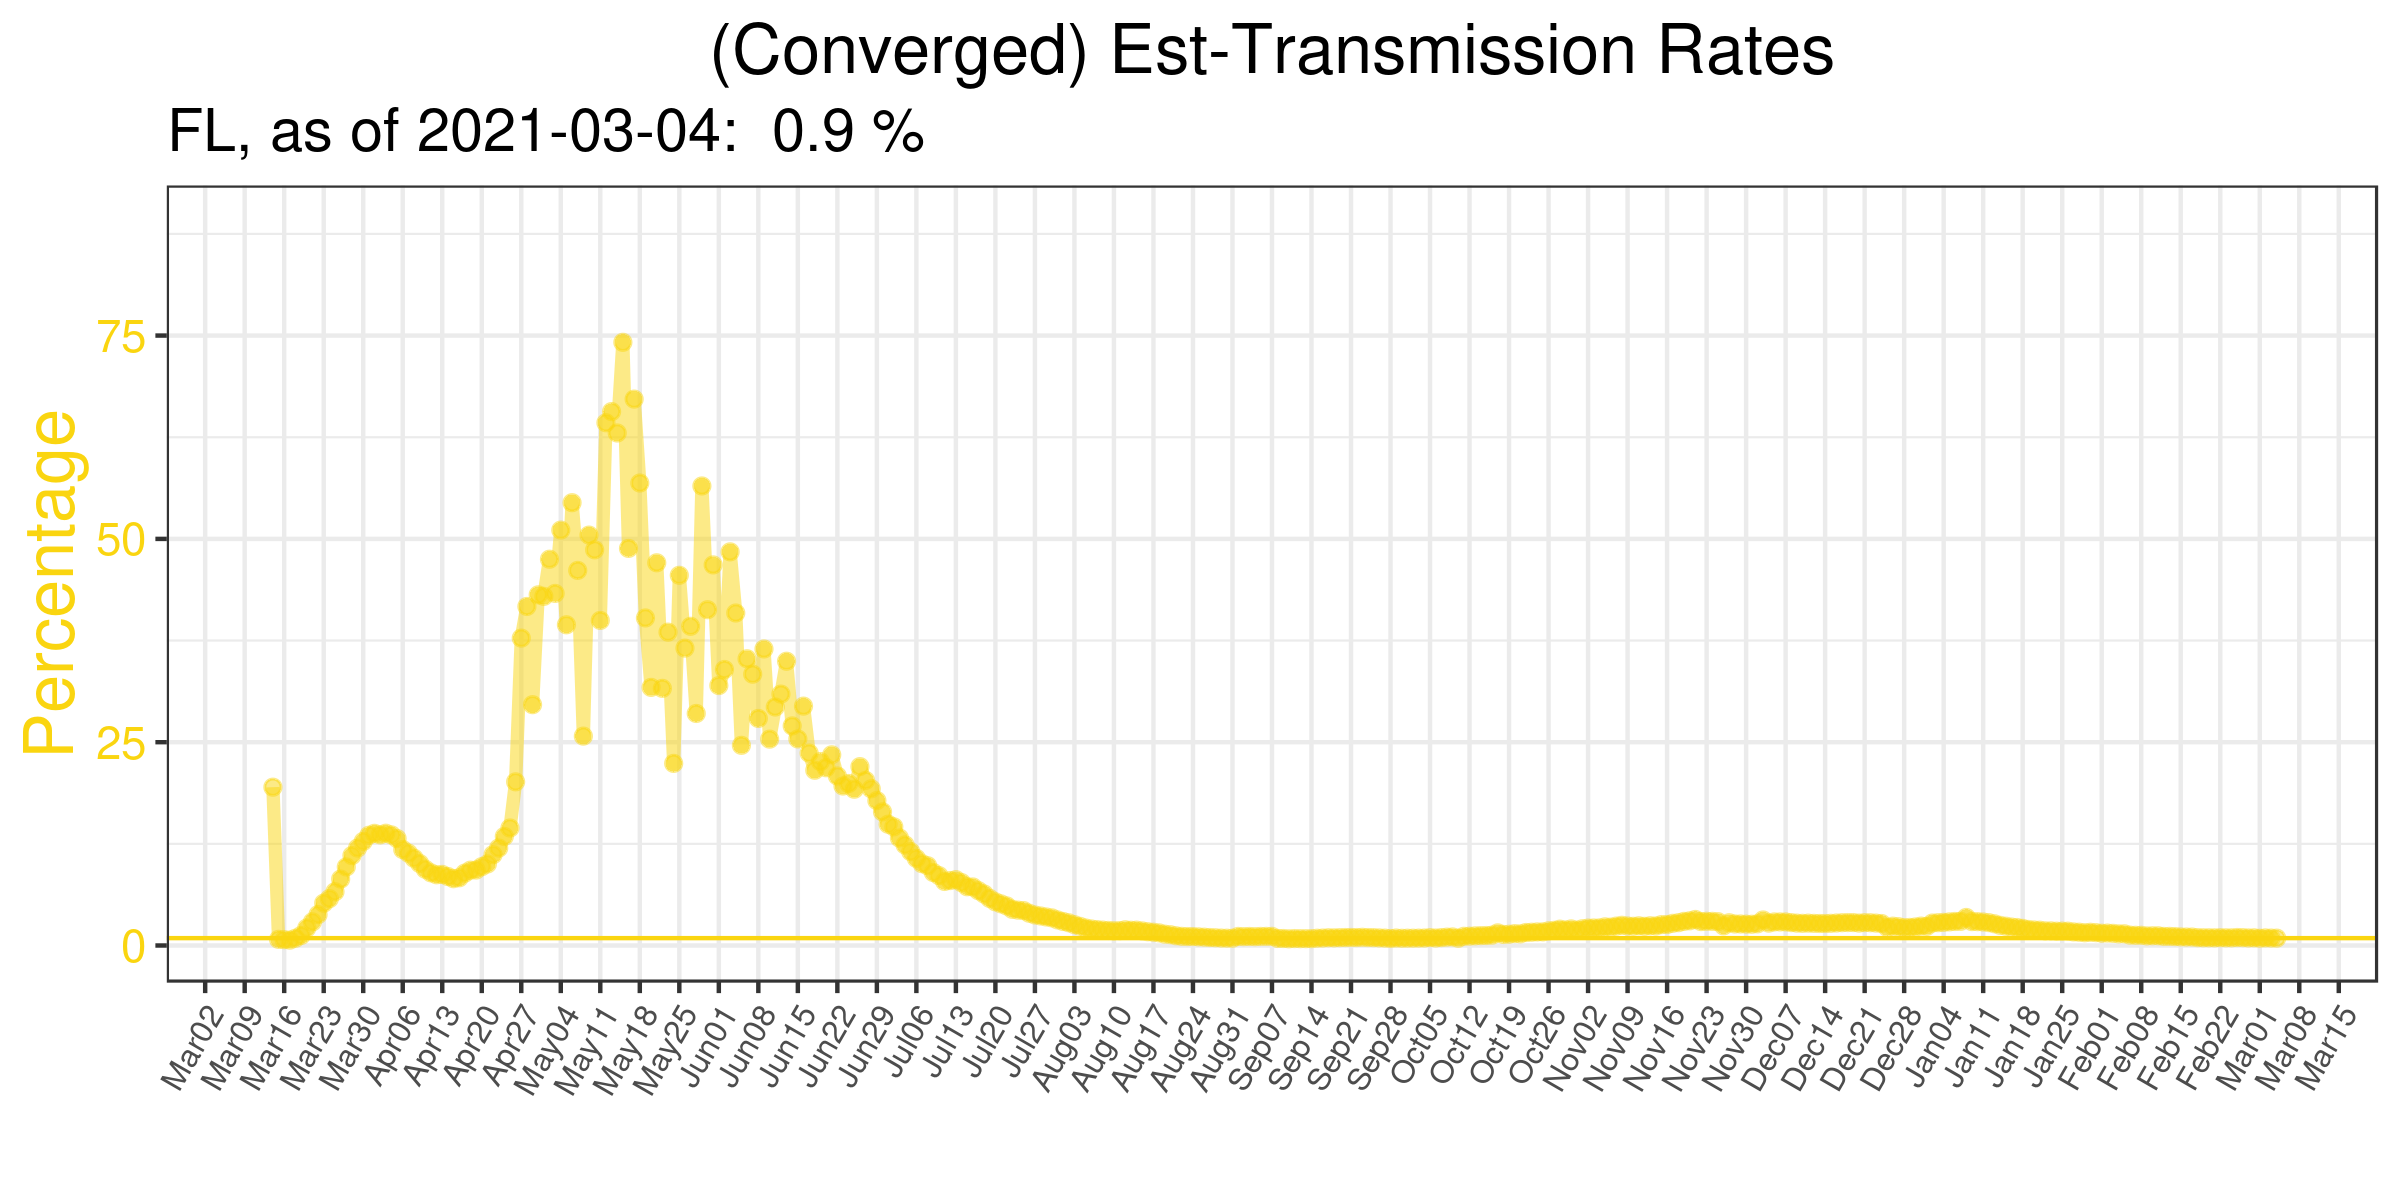 (Converged) Est-Transmission Rates
FL, as of 2021-03-04:  0.9 %
Percentage
75
50
25
0
Mar02
Mar09
Mar16
Mar23
Mar30
Apr06
Apr13
Apr20
Apr27
May04
May11
May18
May25
Jun01
Jun08
Jun15
Jun22
Jun29
Jul06
Jul13
Jul20
Jul27
Aug03
Aug10
Aug17
Aug24
Aug31
Sep07
Sep14
Sep21
Sep28
Oct05
Oct12
Oct19
Oct26
Nov02
Nov09
Nov16
Nov23
Nov30
Dec07
Dec14
Dec21
Dec28
Jan04
Jan11
Jan18
Jan25
Feb01
Feb08
Feb15
Feb22
Mar01
Mar08
Mar15